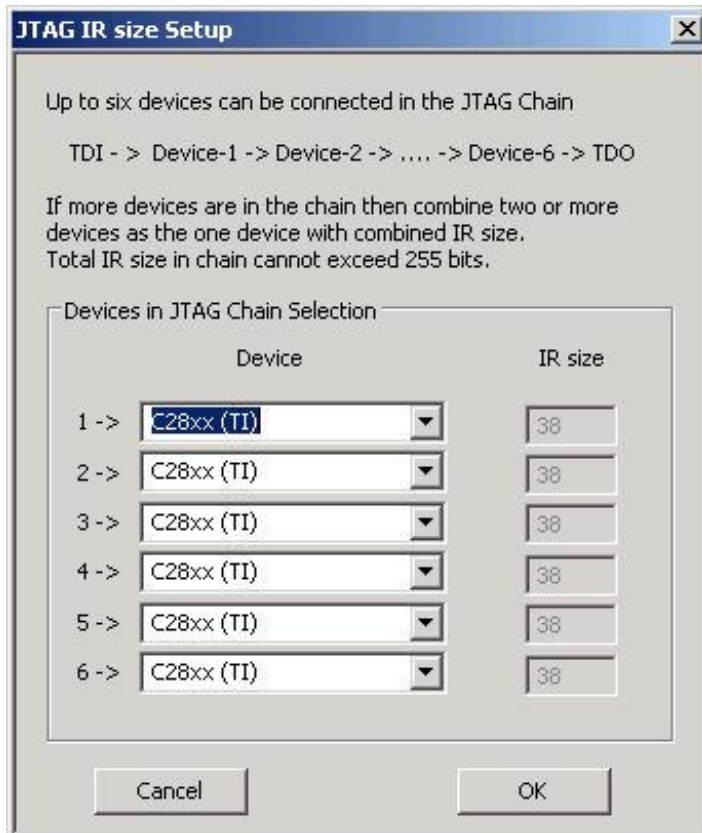 JTAG IR size Setup
Up to six devices can be connected in the JTAG Chain
TDI - > Device-1 -> Device-2 -> .... -> Device-6 -> TDO
If more devices are in the chain then combine two or more
devices as the one device with combined IR size.
Total IR size in chain cannot exceed 255 bits.
Devices in JTAG Chain Selection
Device IR size
1 -> C28xx (TI) 38
2 -> C28xx (TI) 38
3 -> C28xx (TI) 38
4 -> C28xx (TI) 38
5 -> C28xx (TI) 38
6 -> C28xx (TI) 38
Cancel OK